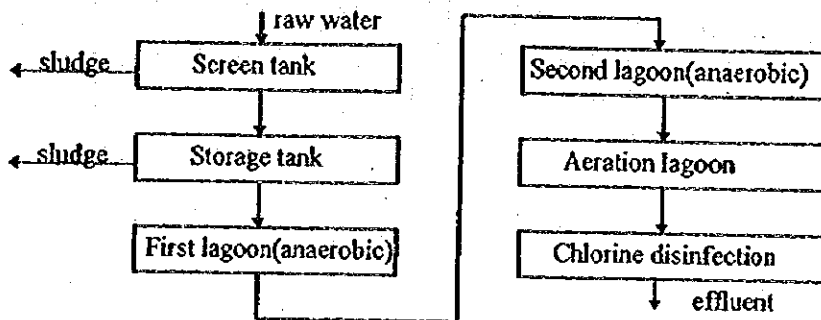 raw water
sludge
Screen tank
sludge
Storage tank
First lagoon(anaerobic)
Second lagoon(anaerobic)
Aeration lagoon
Chlorine disinfection
effluent